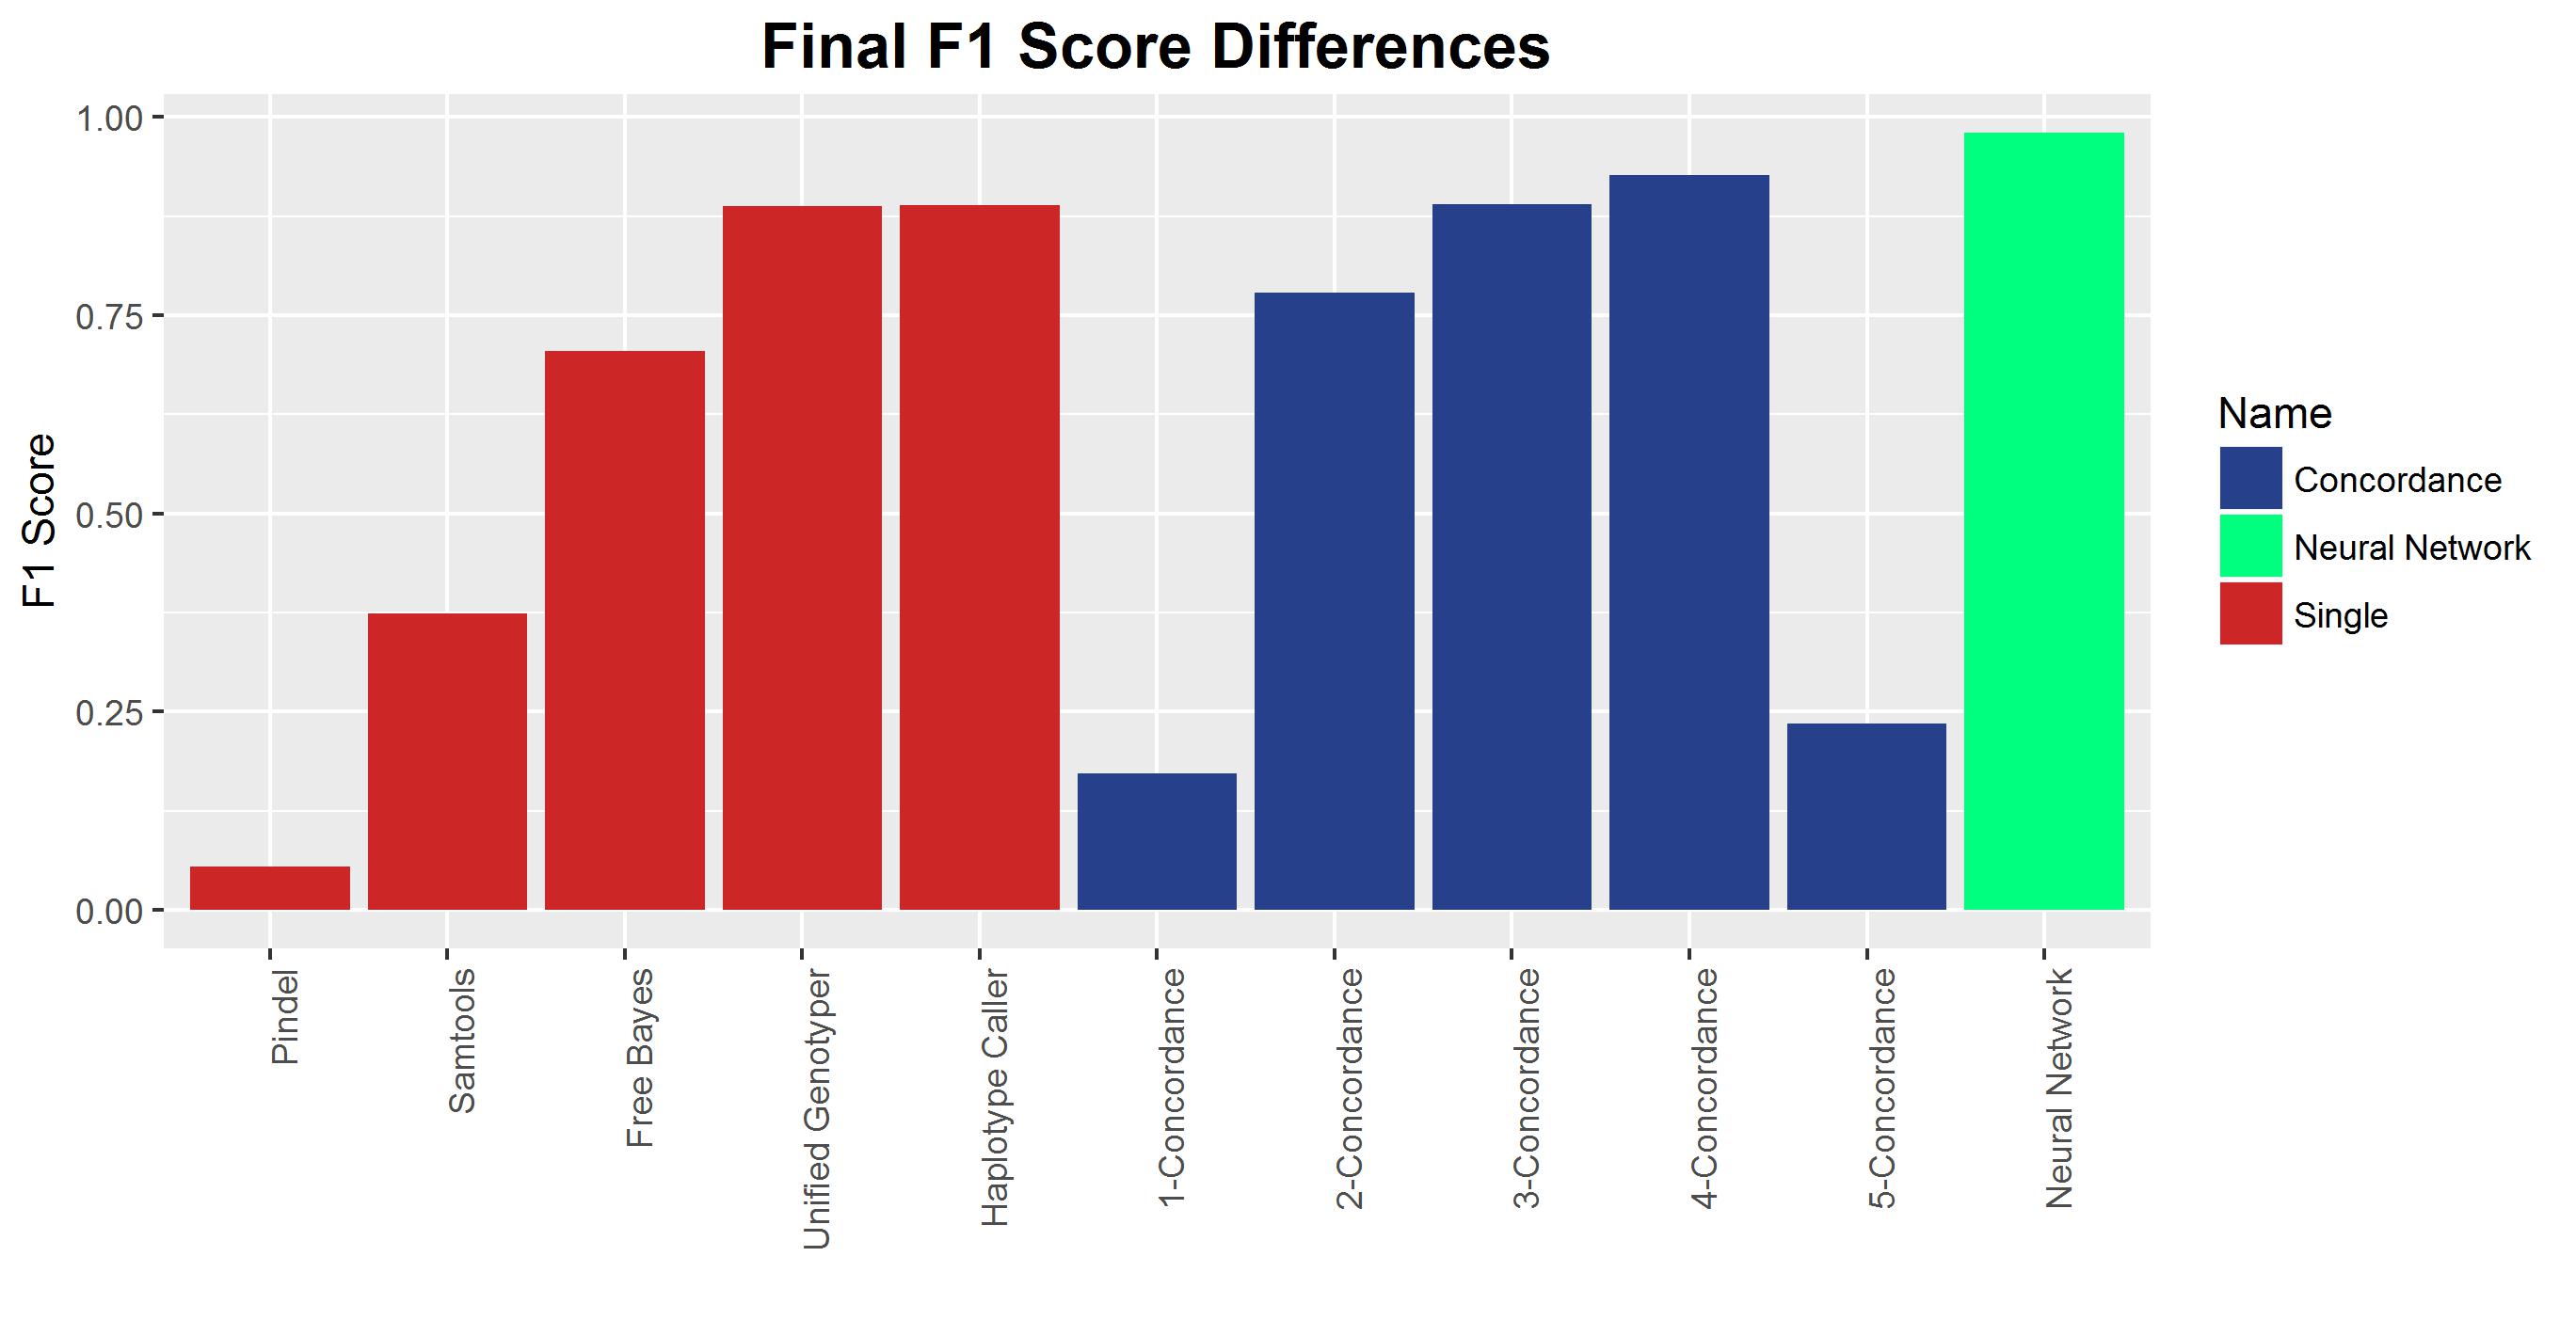 Final F1 Score Differences
F1 Score
1.00
0.75
0.50
0.25
0.00
Pindel
Samtools
Free Bayes
Unified Genotyper
Haplotype Caller
1-Concordance
2-Concordance
3-Concordance
4-Concordance
5-Concordance
Neural Network
Name
Concordance
Neural Network
Single